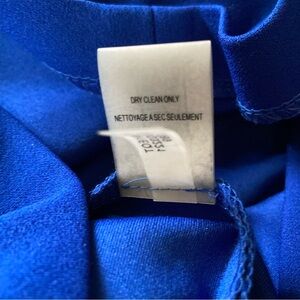 DRY CLEAN ONLY
NETTOYAGE A SEC SEULEMENT